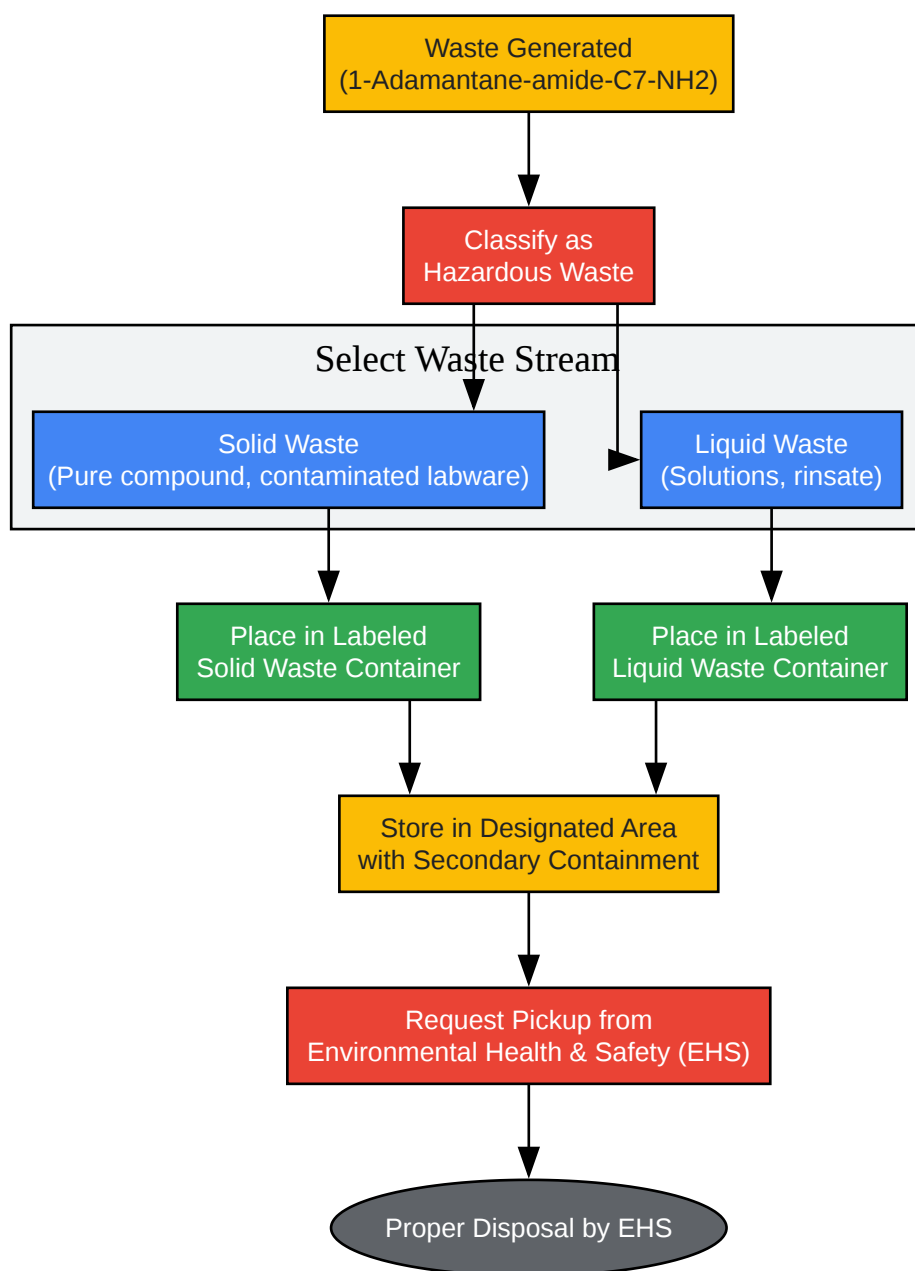 Waste Generated
(1-Adamantane-amide-C7-NH2)
Classify as
Hazardous Waste
Select Waste Stream
Solid Waste
(Pure compound, contaminated labware)
Liquid Waste
(Solutions, rinsate)
Place in Labeled
Solid Waste Container
Place in Labeled
Liquid Waste Container
Store in Designated Area
with Secondary Containment
Request Pickup from
Environmental Health & Safety (EHS)
Proper Disposal by EHS